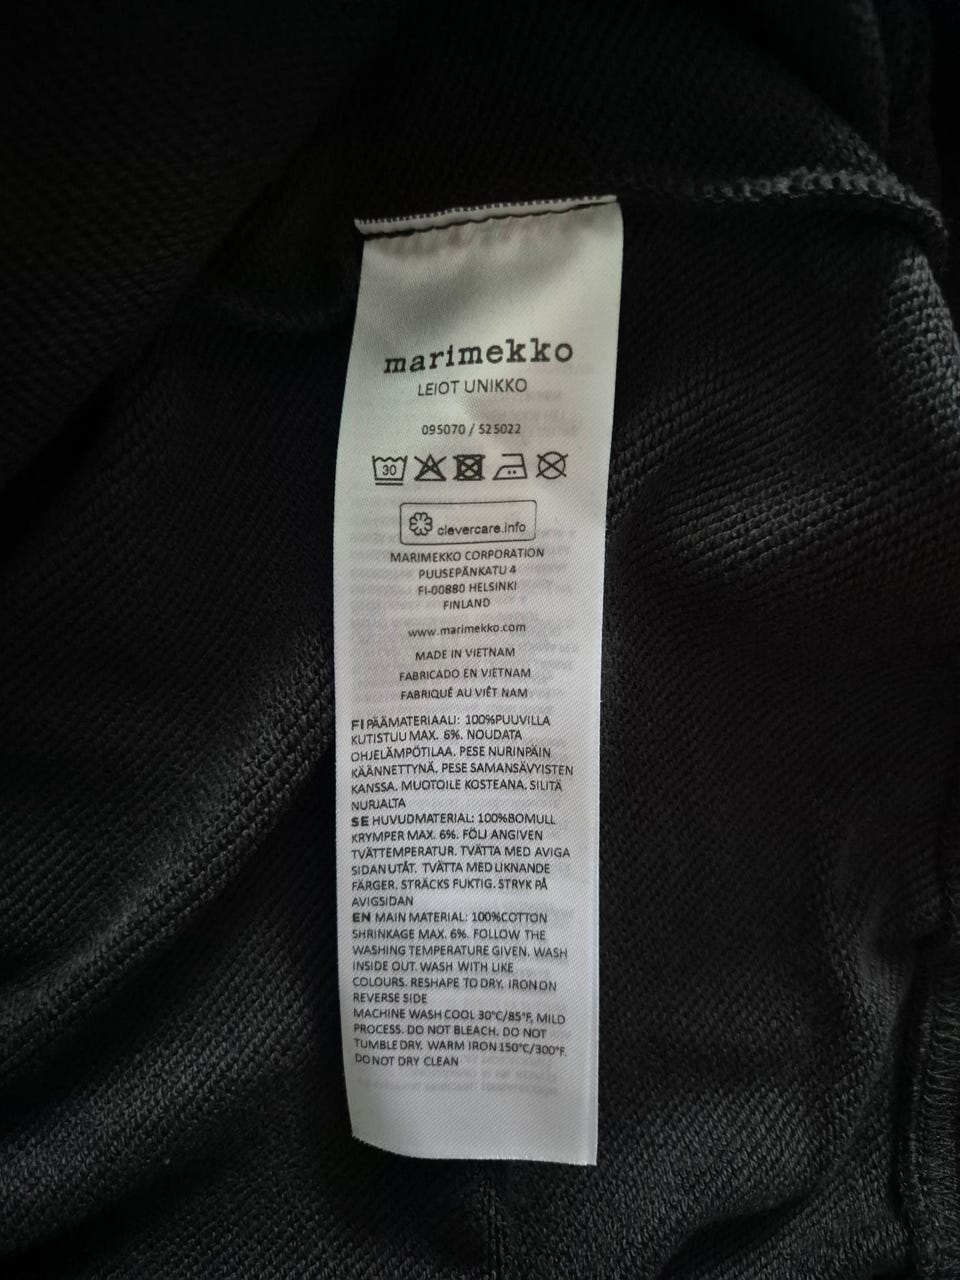 marimekko
LEIOT UNIKKO
095070 / 525022
30
clevercare.info
MARIMEKKO CORPORATION
PUUSEPÄNKATU 4
FI-00880 HELSINKI
FINLAND
www.marimekko.com
MADE IN VIETNAM
FABRICADO EN VIETNAM
FABRIQUÉ AU VIÊT NAM
FI PÄÄMATERIAALI: 100%PUUVILLA
KUTISTUU MAX. 6%. NOUDATA
OHJELÄMPÖTILAA. PESE NURINPÄIN
KÄÄNNETTYNÄ. PESE SAMANSÄVYISTEN
KANSSA. MUOTOILE KOSTEANA. SILITÄ
NURJALTA
SE HUVUDMATERIAL: 100%BOMULL
KRYMPER MAX. 6%. FÖLJ ANGIVEN
TVÄTTEMPERATUR. TVÄTTA MED AVIGA
SIDAN UTÅT. TVÄTTA MED LIKNANDE
FÄRGER. STRÄCKS FUKTIG. STRYK PÅ
AVIGSIDAN
EN MAIN MATERIAL: 100%COTTON
SHRINKAGE MAX. 6%. FOLLOW THE
WASHING TEMPERATURE GIVEN. WASH
INSIDE OUT. WASH WITH LIKE
COLOURS. RESHAPE TO DRY. IRON ON
REVERSE SIDE
MACHINE WASH COOL 30°C/85°F, MILD
PROCESS. DO NOT BLEACH. DO NOT
TUMBLE DRY. WARM IRON 150°C/300°F.
DO NOT DRY CLEAN